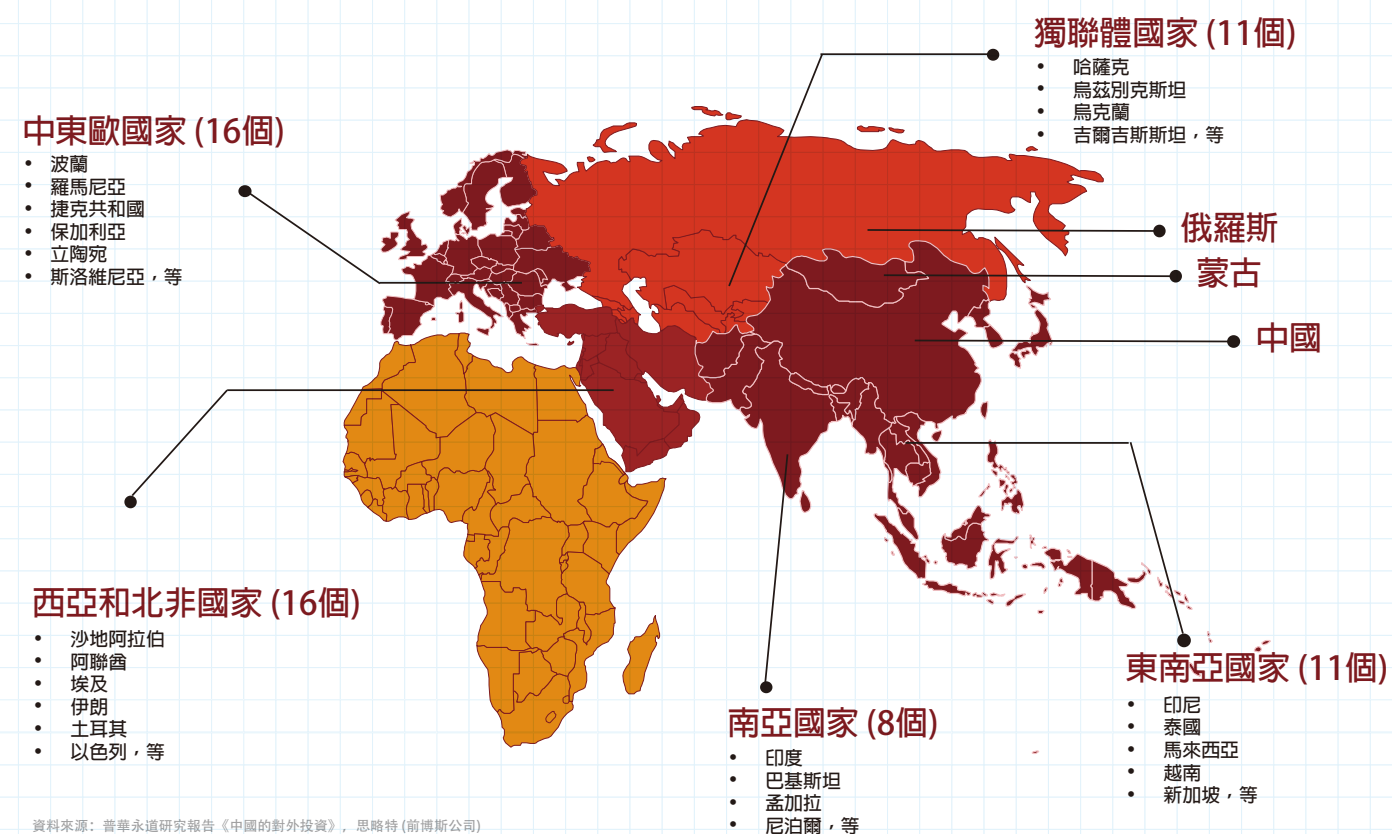 獨聯體國家 (11個)
• 哈薩克
• 烏茲別克斯坦
• 烏克蘭
• 吉爾吉斯斯坦，等
中東歐國家 (16個)
• 波蘭
• 羅馬尼亞
• 捷克共和國
• 保加利亞
• 立陶宛
• 斯洛維尼亞，等
俄羅斯
蒙古
中國
西亞和北非國家 (16個)
• 沙地阿拉伯
• 阿聯酋
• 埃及
• 伊朗
• 土耳其
• 以色列，等
東南亞國家 (11個)
• 印尼
• 泰國
• 馬來西亞
• 越南
• 新加坡，等
南亞國家 (8個)
• 印度
• 巴基斯坦
• 孟加拉
• 尼泊爾，等
資料來源：普華永道研究報告《中國的對外投資》，思略特 (前博斯公司)